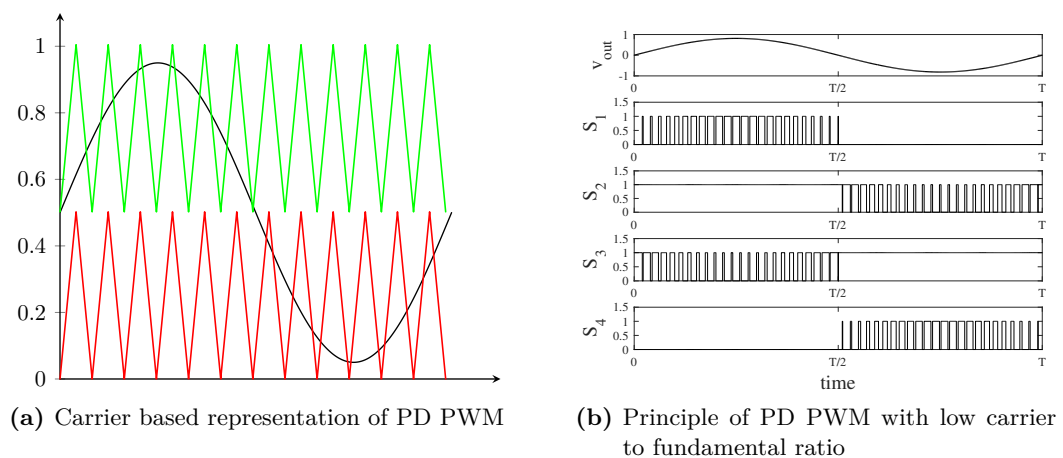 1
0.8
0.6
0.4
0.2
0
(a) Carrier based representation of PD PWM
v_out
1
0
-1
0 T/2 T
S_1
1.5
1
0.5
0
0 T/2 T
S_2
1.5
1
0.5
0
0 T/2 T
S_3
1.5
1
0.5
0
0 T/2 T
S_4
1.5
1
0.5
0
0 T/2 T
time
(b) Principle of PD PWM with low carrier
to fundamental ratio